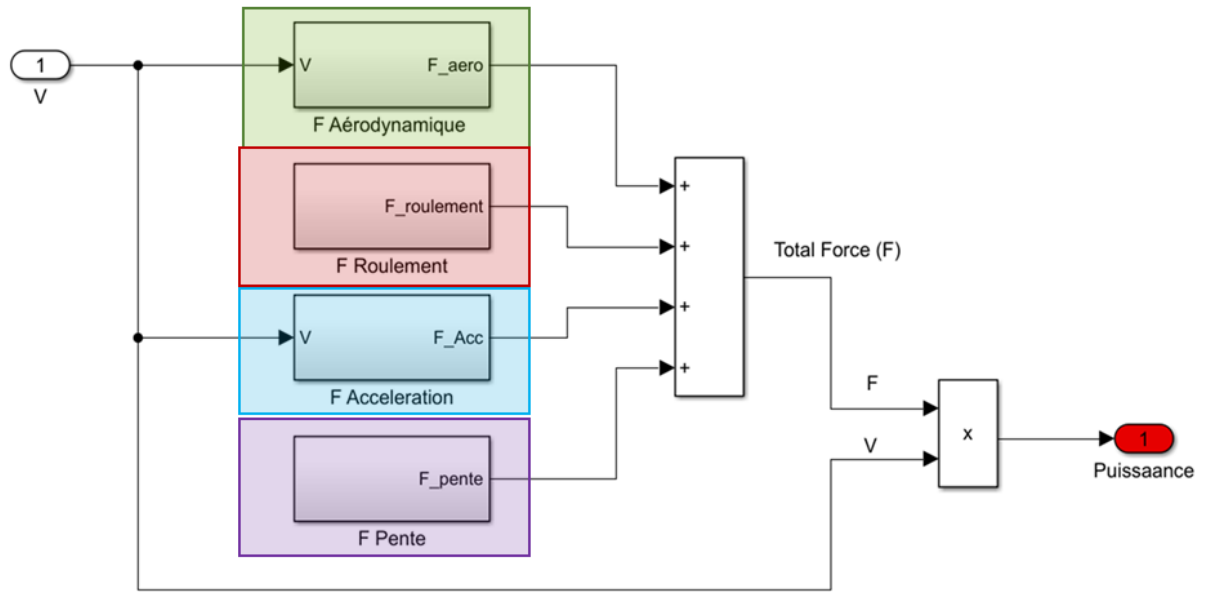 1
V
V
F_aero
F Aérodynamique
F_roulement
F Roulement
V
F_Acc
F Acceleration
F_pente
F Pente
+
+
+
+
Total Force (F)
F
V
x
1
Puissaance